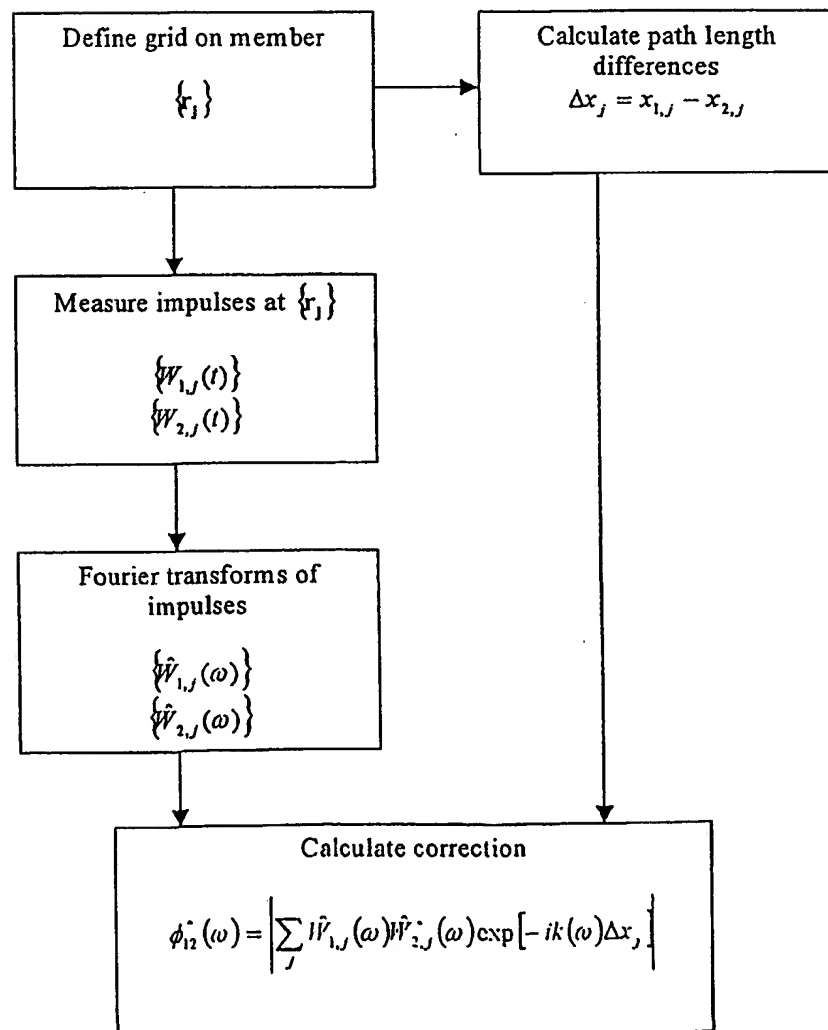 Define grid on member
{r_j}
Calculate path length
differences
Δx_j = x_{1,j} − x_{2,j}
Measure impulses at {r_j}
{W_{1,j}(t)}
{W_{2,j}(t)}
Fourier transforms of
impulses
{Ŵ_{1,j}(ω)}
{Ŵ_{2,j}(ω)}
Calculate correction
ϕ*_{12}(ω) = |∑_j Ŵ_{1,j}(ω)Ŵ*_{2,j}(ω)exp[−ik(ω)Δx_j]|